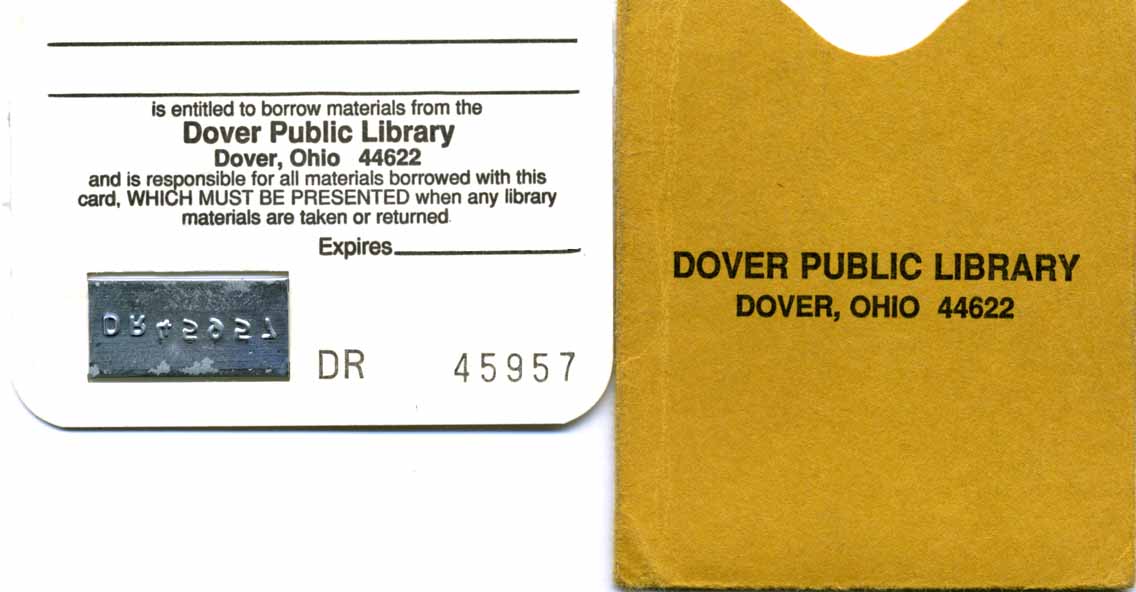 is entitled to borrow materials from the
Dover Public Library
Dover, Ohio 44622
and is responsible for all materials borrowed with this
card, WHICH MUST BE PRESENTED when any library
materials are taken or returned.
Expires
DR45957
DR 45957
DOVER PUBLIC LIBRARY
DOVER, OHIO 44622